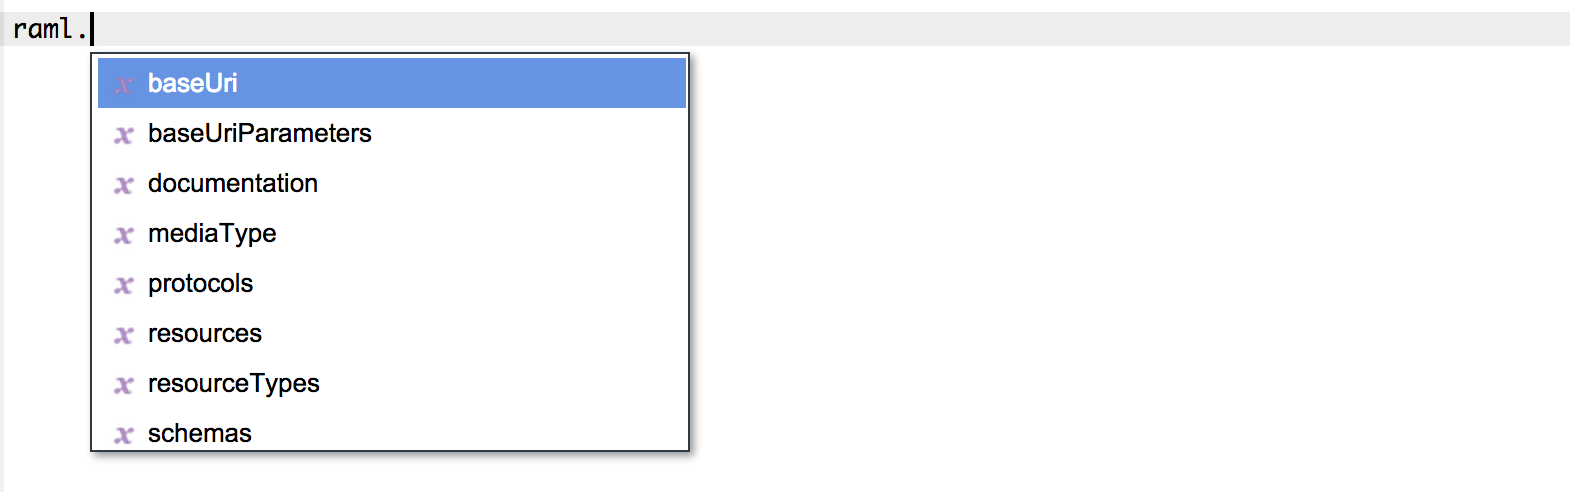 raml.
x baseUri
x baseUriParameters
x documentation
x mediaType
x protocols
x resources
x resourceTypes
x schemas